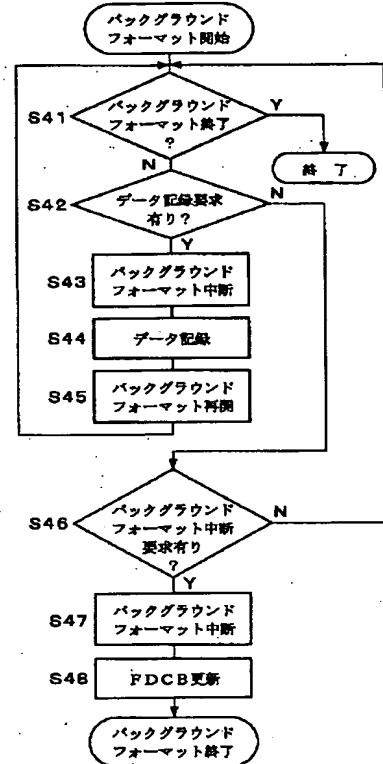 バックグラウンド
フォーマット開始
S41
バックグラウンド
フォーマット終了
?
Y
終 了
N
S42
データ記録要求
有り?
N
Y
S43
バックグラウンド
フォーマット中断
S44
データ記録
S45
バックグラウンド
フォーマット再開
S46
バックグラウンド
フォーマット中断
要求有り
?
N
Y
S47
バックグラウンド
フォーマット中断
S48
FDCB更新
バックグラウンド
フォーマット終了